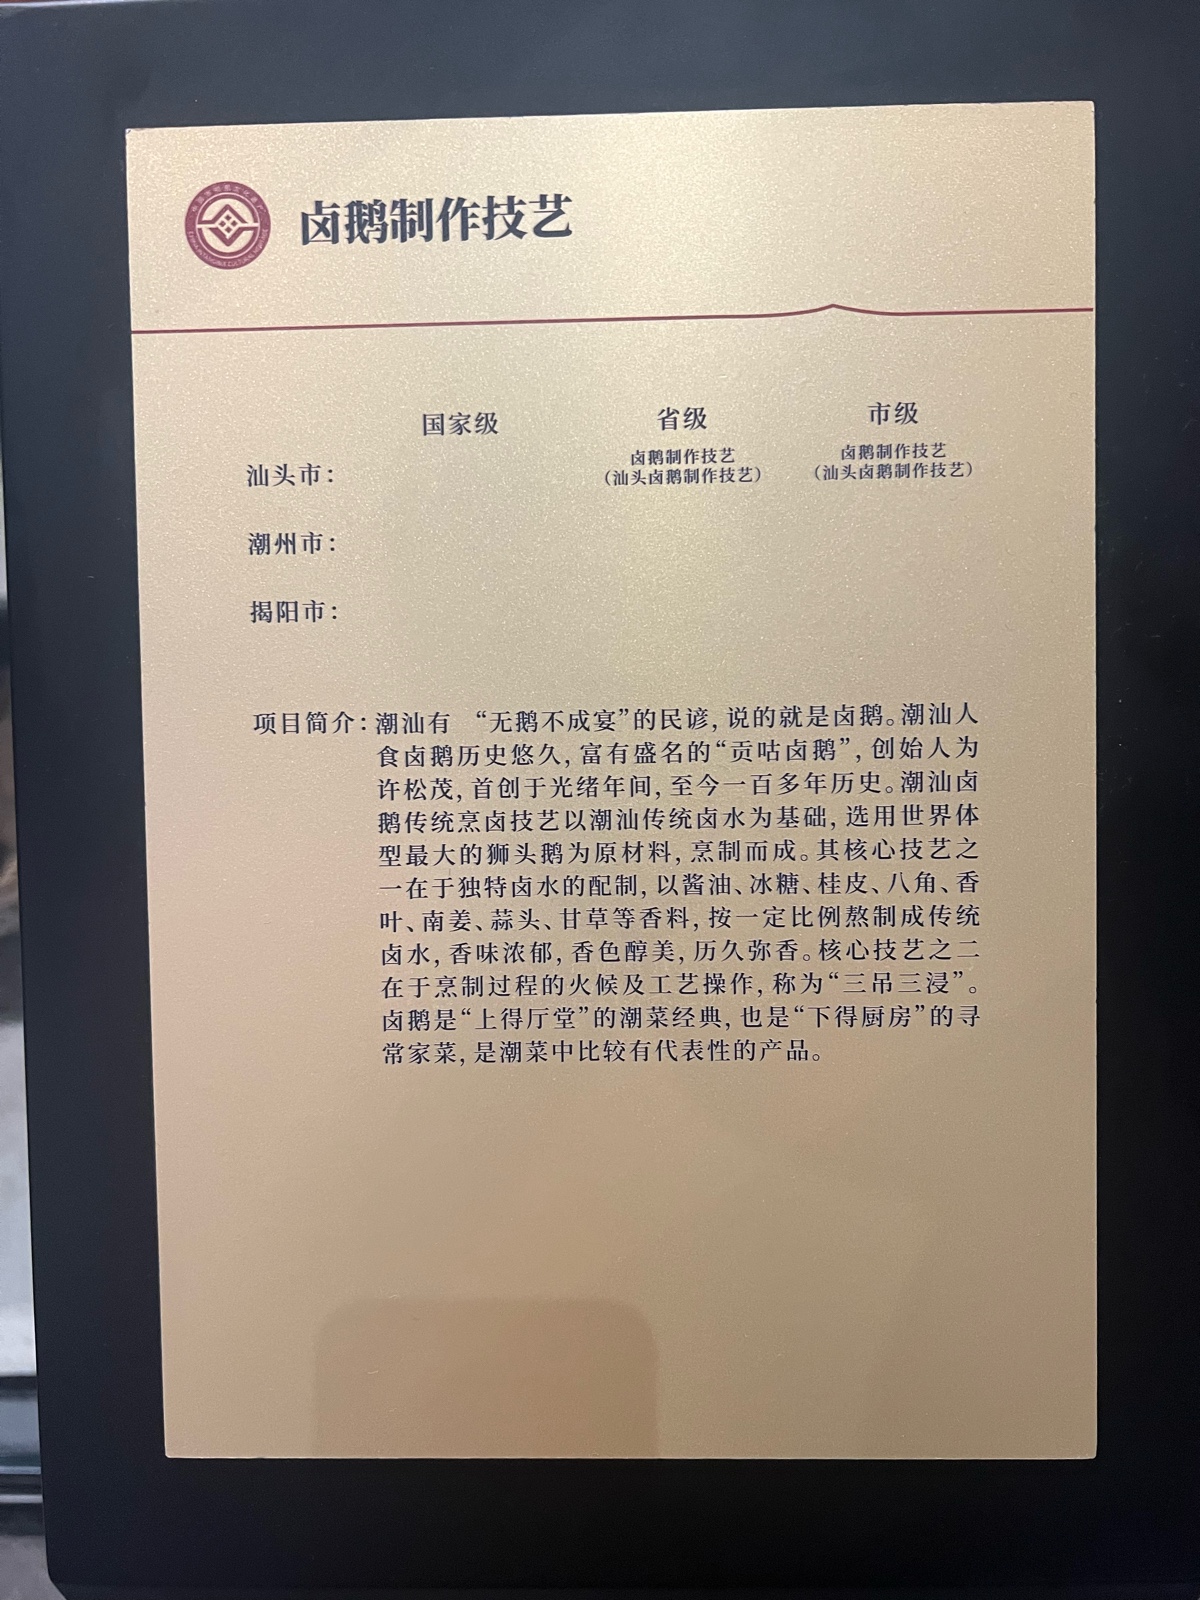 卤鹅制作技艺
国家级 省级 市级
汕头市： 卤鹅制作技艺 卤鹅制作技艺
（汕头卤鹅制作技艺） （汕头卤鹅制作技艺）
潮州市：
揭阳市：
项目简介：潮汕有 “无鹅不成宴”的民谚，说的就是卤鹅。潮汕人
食卤鹅历史悠久，富有盛名的“贡咕卤鹅”，创始人为
许松茂，首创于光绪年间，至今一百多年历史。潮汕卤
鹅传统烹卤技艺以潮汕传统卤水为基础，选用世界体
型最大的狮头鹅为原材料，烹制而成。其核心技艺之
一在于独特卤水的配制，以酱油、冰糖、桂皮、八角、香
叶、南姜、蒜头、甘草等香料，按一定比例熬制成传统
卤水，香味浓郁，香色醇美，历久弥香。核心技艺之二
在于烹制过程的火候及工艺操作，称为“三吊三浸”。
卤鹅是“上得厅堂”的潮菜经典，也是“下得厨房”的寻
常家菜，是潮菜中比较有代表性的产品。